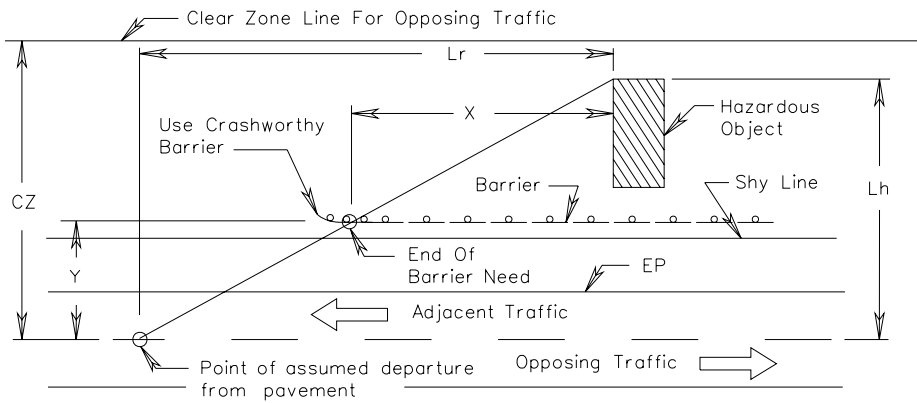 Clear Zone Line For Opposing Traffic
Lr
X
Use Crashworthy
Barrier
Hazardous
Object
Barrier
Shy Line
CZ
Lh
Y
End Of
Barrier Need
EP
Adjacent Traffic
Point of assumed departure
from pavement
Opposing Traffic